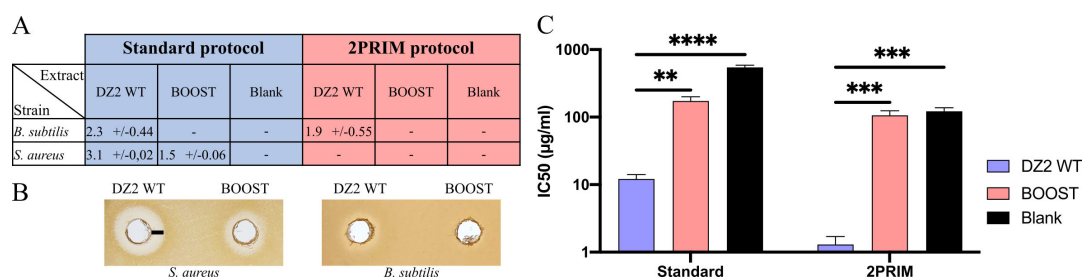 A
Standard protocol 2PRIM protocol
Extract
Strain
DZ2 WT BOOST Blank DZ2 WT BOOST Blank
B. subtilis 2.3 +/-0.44 - - 1.9 +/-0.55 - -
S. aureus 3.1 +/-0,02 1.5 +/-0.06 - - - -
B
DZ2 WT BOOST DZ2 WT BOOST
S. aureus B. subtilis
C
IC50 (µg/ml)
1000
100
10
1
****
**
***
***
Standard 2PRIM
DZ2 WT
BOOST
Blank